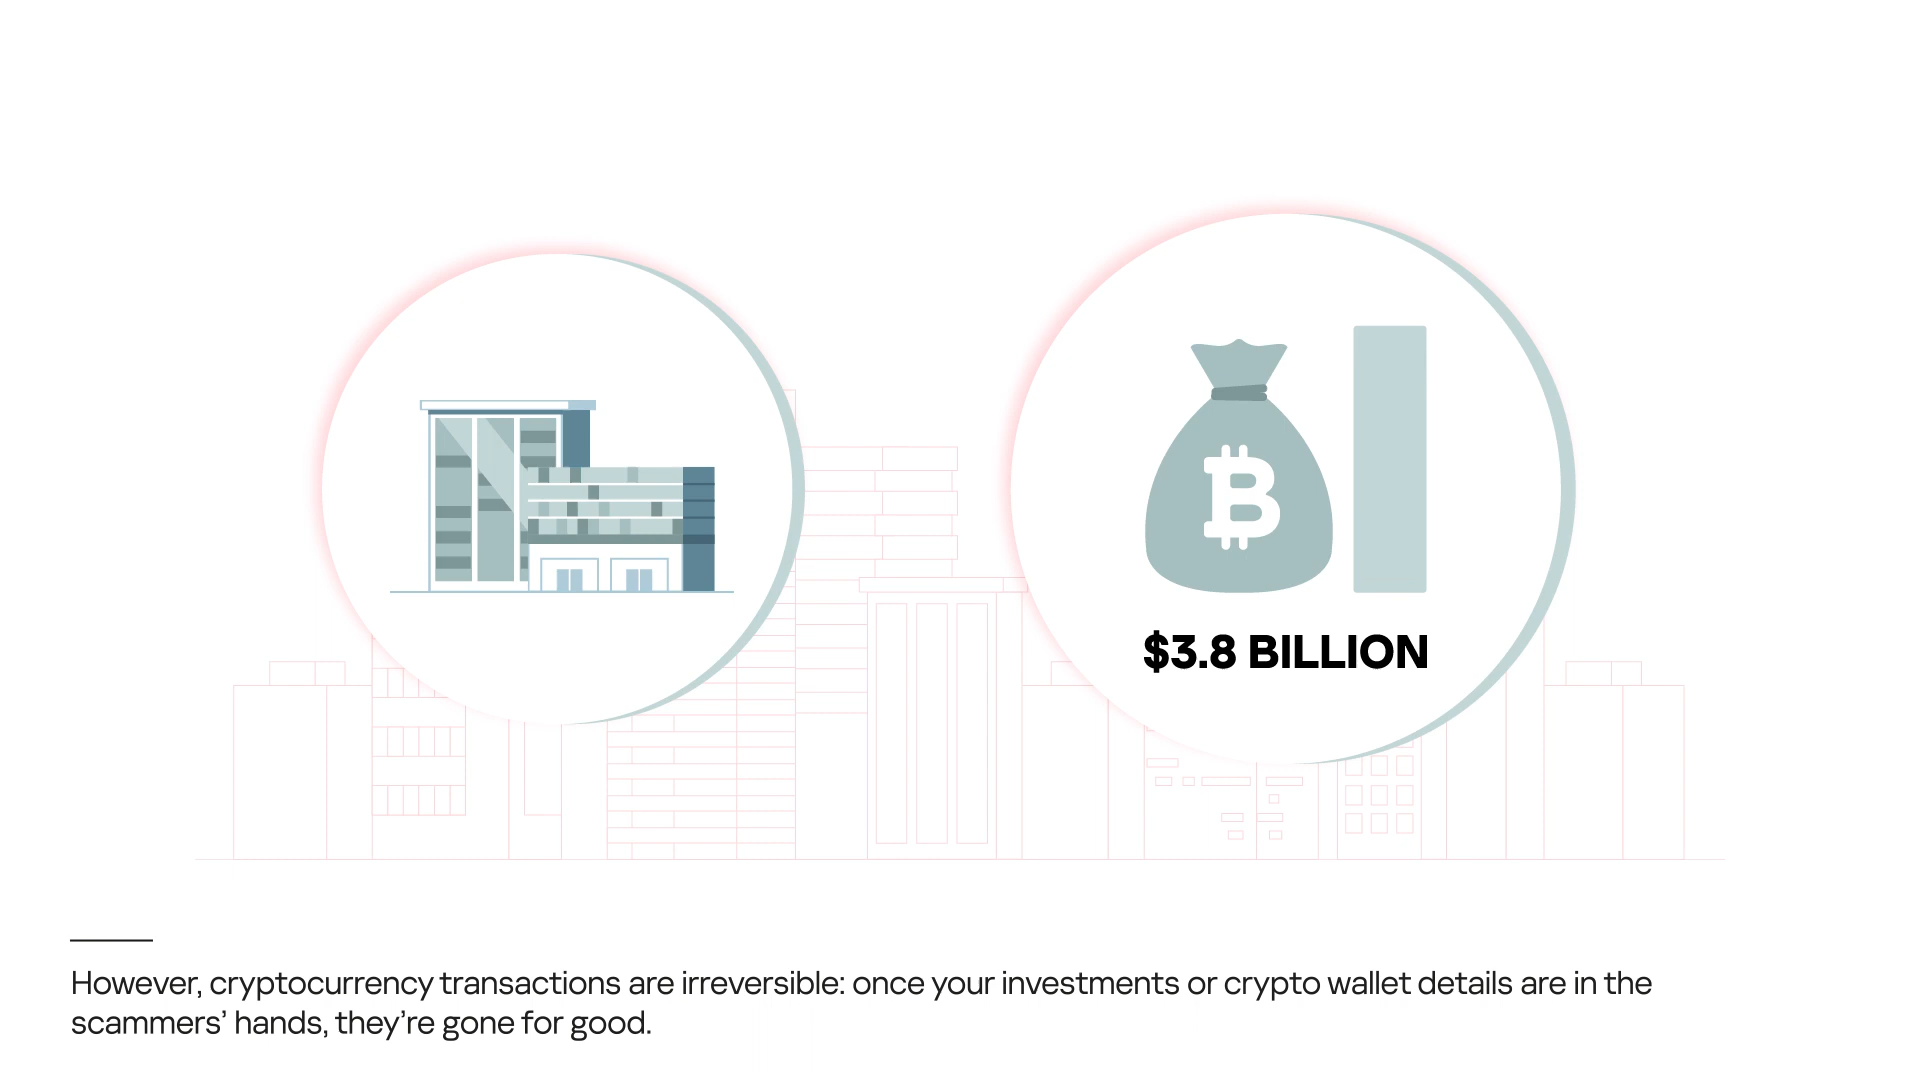 $3.8 BILLION
However, cryptocurrency transactions are irreversible: once your investments or crypto wallet details are in the
scammers’ hands, they’re gone for good.